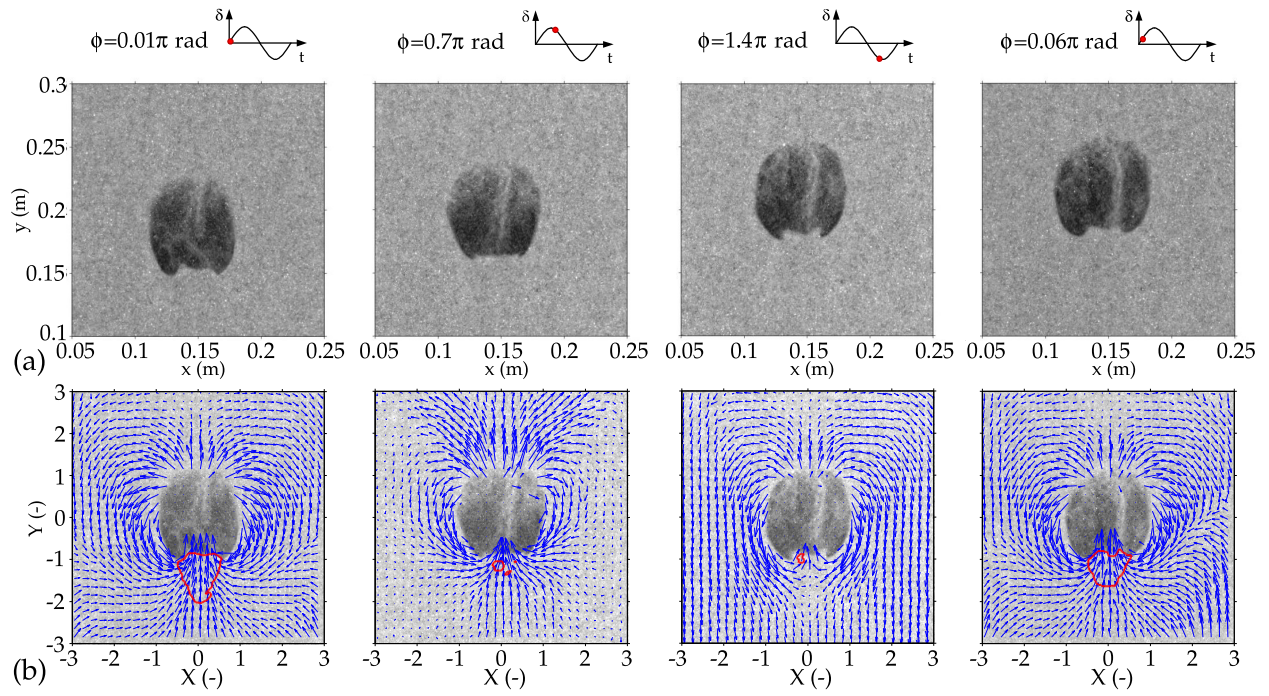 δ
ϕ=0.01π rad
t
δ
ϕ=0.7π rad
t
δ
ϕ=1.4π rad
t
δ
ϕ=0.06π rad
t
0.3
0.25
0.2
0.15
0.1
y (m)
0.05 0.1 0.15 0.2 0.25
x (m)
0.05 0.1 0.15 0.2 0.25
x (m)
0.05 0.1 0.15 0.2 0.25
x (m)
0.05 0.1 0.15 0.2 0.25
x (m)
(a)
3
2
1
0
-1
-2
-3
Y (-)
-3 -2 -1 0 1 2 3
X (-)
-3 -2 -1 0 1 2 3
X (-)
-3 -2 -1 0 1 2 3
X (-)
-3 -2 -1 0 1 2 3
X (-)
(b)